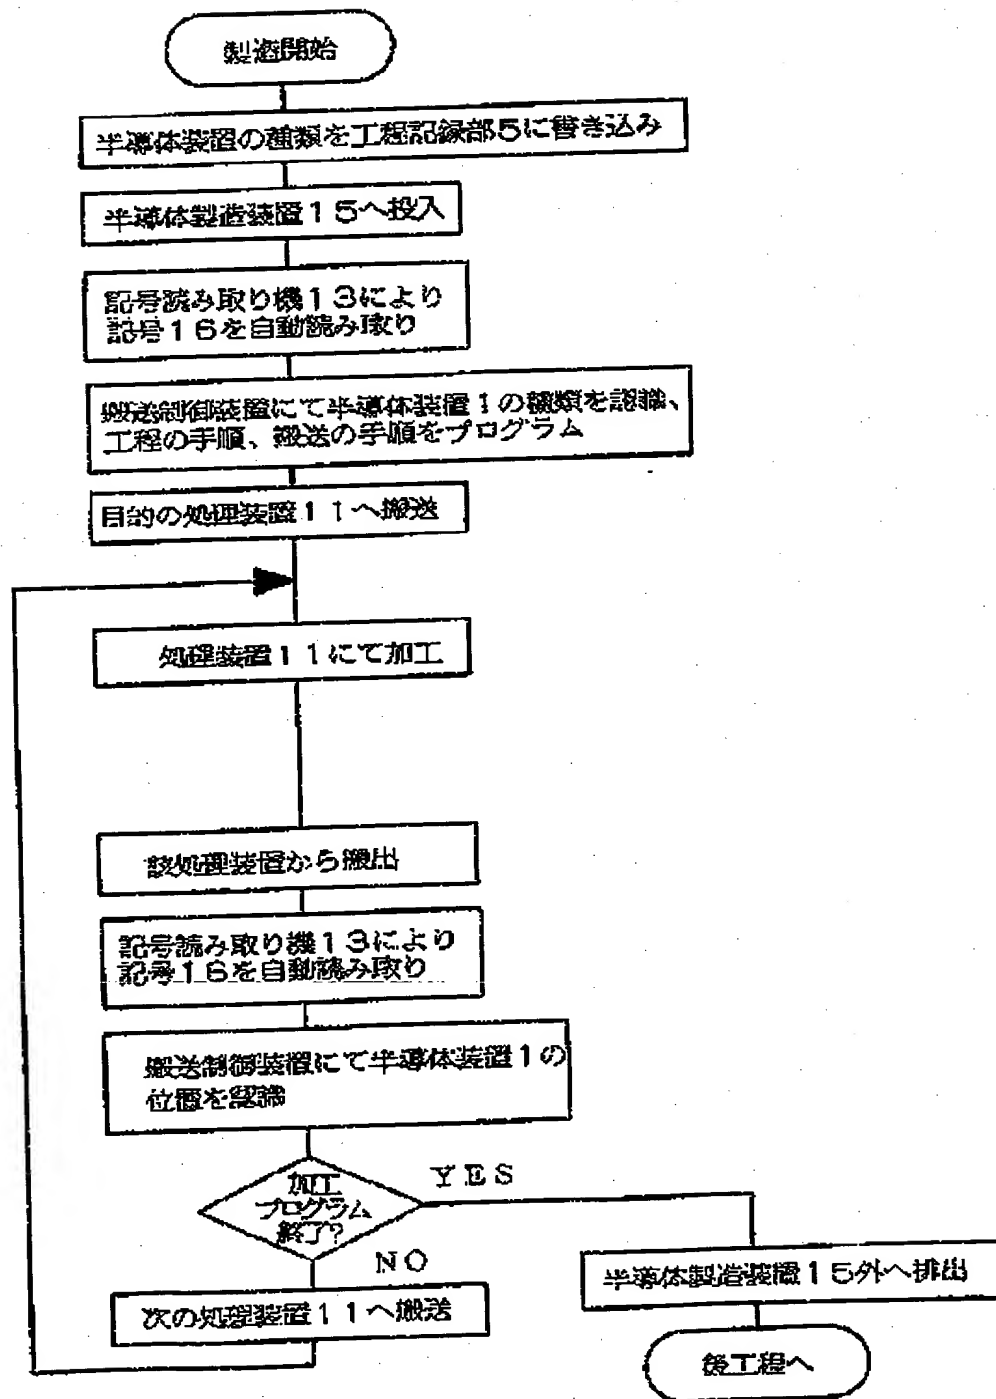 製造開始
半導体装置の種類を工程記録部5に書き込み
半導体製造装置15へ投入
記号読み取り機13により
記号16を自動読み取り
搬送制御装置にて半導体装置1の種類を認識、
工程の手順、搬送の手順をプログラム
目的の処理装置11へ搬送
処理装置11にて加工
該処理装置から搬出
記号読み取り機13により
記号16を自動読み取り
搬送制御装置にて半導体装置1の
位置を認識
加工
プログラム
終了?
YES
NO
半導体製造装置15外へ排出
次の処理装置11へ搬送
後工程へ